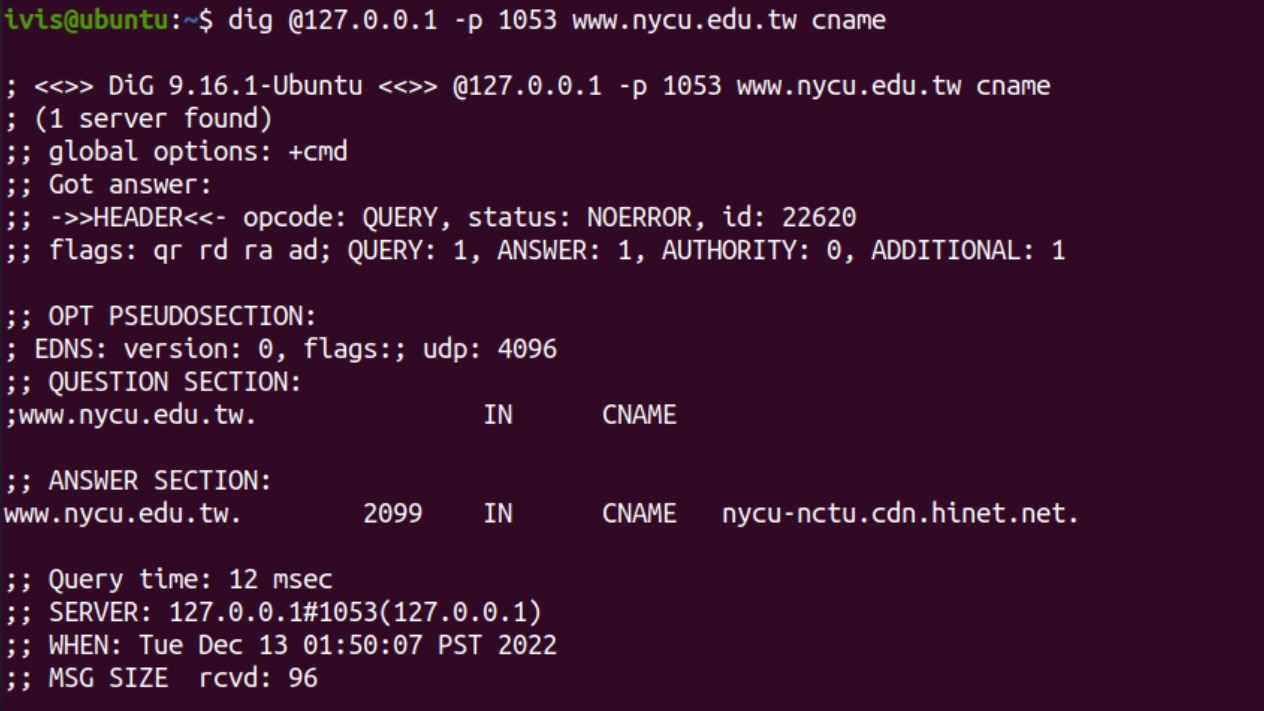 ivis@ubuntu:~$ dig @127.0.0.1 -p 1053 www.nycu.edu.tw cname
; <<>> DiG 9.16.1-Ubuntu <<>> @127.0.0.1 -p 1053 www.nycu.edu.tw cname
; (1 server found)
;; global options: +cmd
;; Got answer:
;; ->>HEADER<<- opcode: QUERY, status: NOERROR, id: 22620
;; flags: qr rd ra ad; QUERY: 1, ANSWER: 1, AUTHORITY: 0, ADDITIONAL: 1
;; OPT PSEUDOSECTION:
; EDNS: version: 0, flags:; udp: 4096
;; QUESTION SECTION:
;www.nycu.edu.tw. IN CNAME
;; ANSWER SECTION:
www.nycu.edu.tw. 2099 IN CNAME nycu-nctu.cdn.hinet.net.
;; Query time: 12 msec
;; SERVER: 127.0.0.1#1053(127.0.0.1)
;; WHEN: Tue Dec 13 01:50:07 PST 2022
;; MSG SIZE rcvd: 96